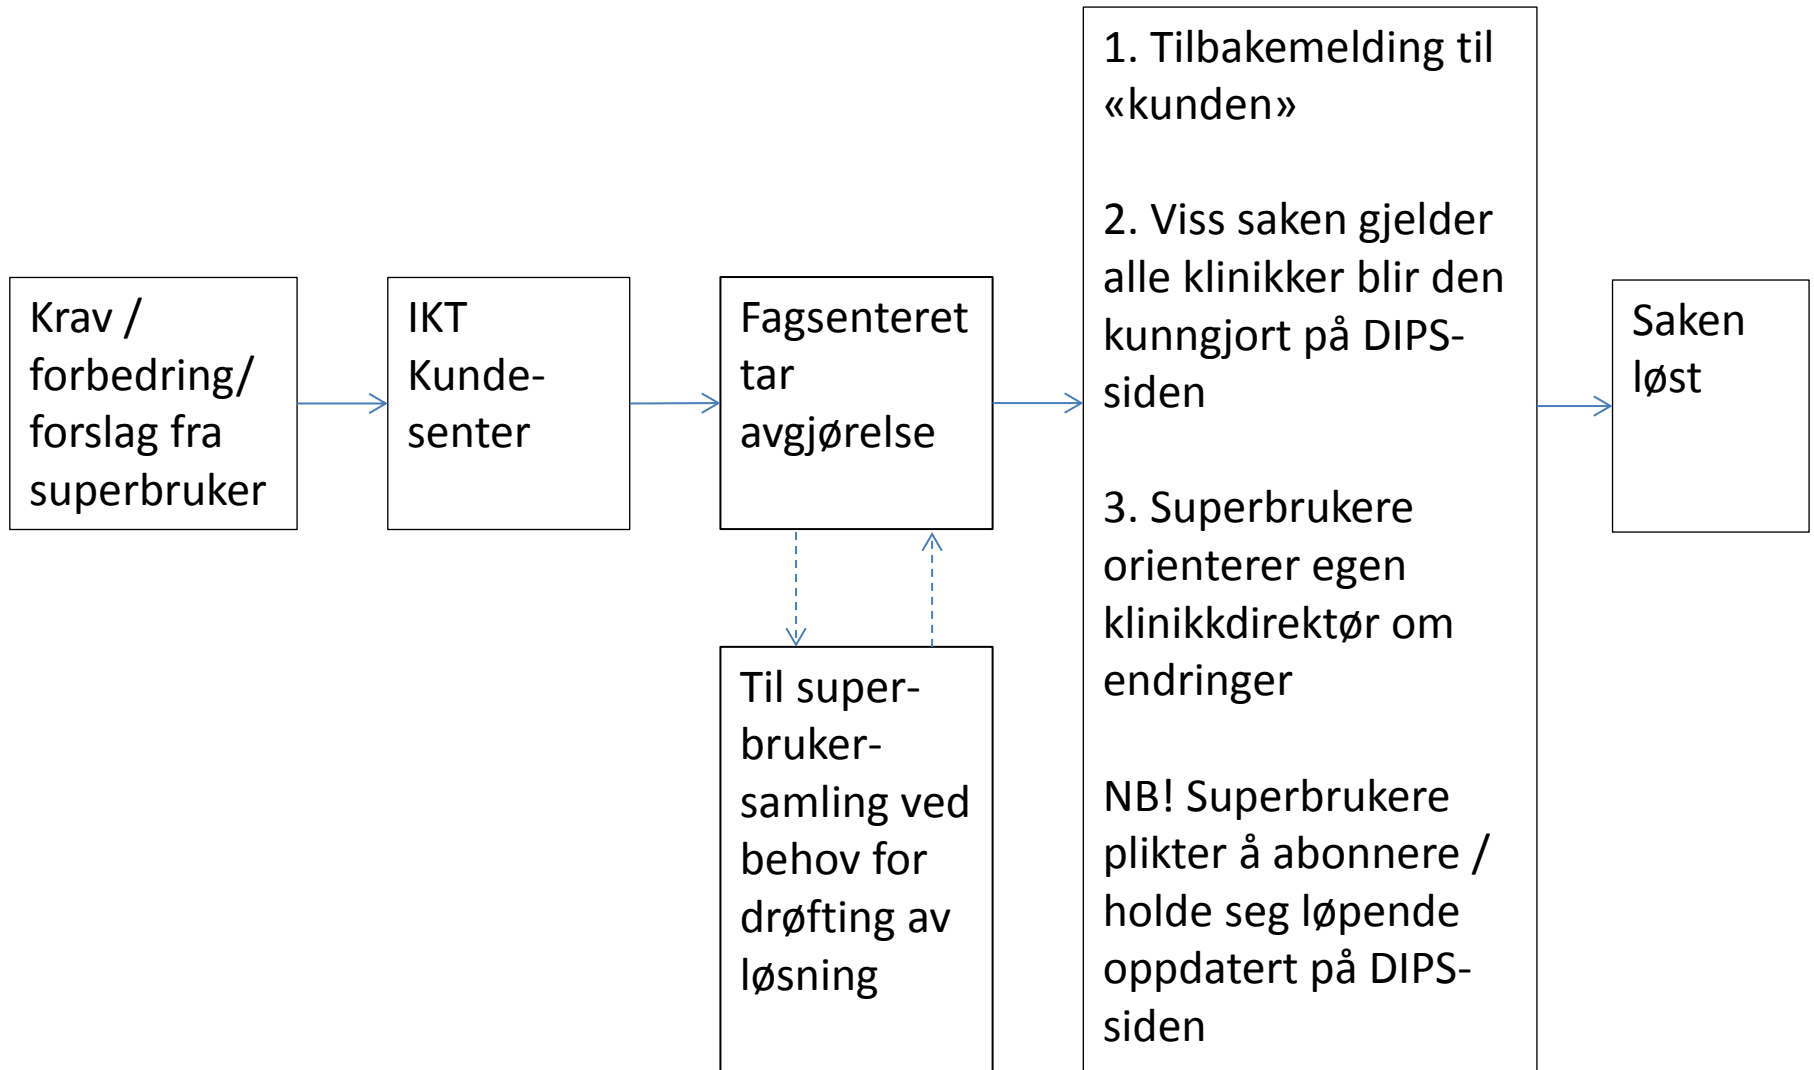 Krav /
forbedring/
forslag fra
superbruker
IKT
Kunde-
senter
Fagsenteret
tar
avgjørelse
Til super-
bruker-
samling ved
behov for
drøfting av
løsning
1. Tilbakemelding til
«kunden»
2. Viss saken gjelder
alle klinikker blir den
kunngjort på DIPS-
siden
3. Superbrukere
orienterer egen
klinikkdirektør om
endringer
NB! Superbrukere
plikter å abonnere /
holde seg løpende
oppdatert på DIPS-
siden
Saken
løst